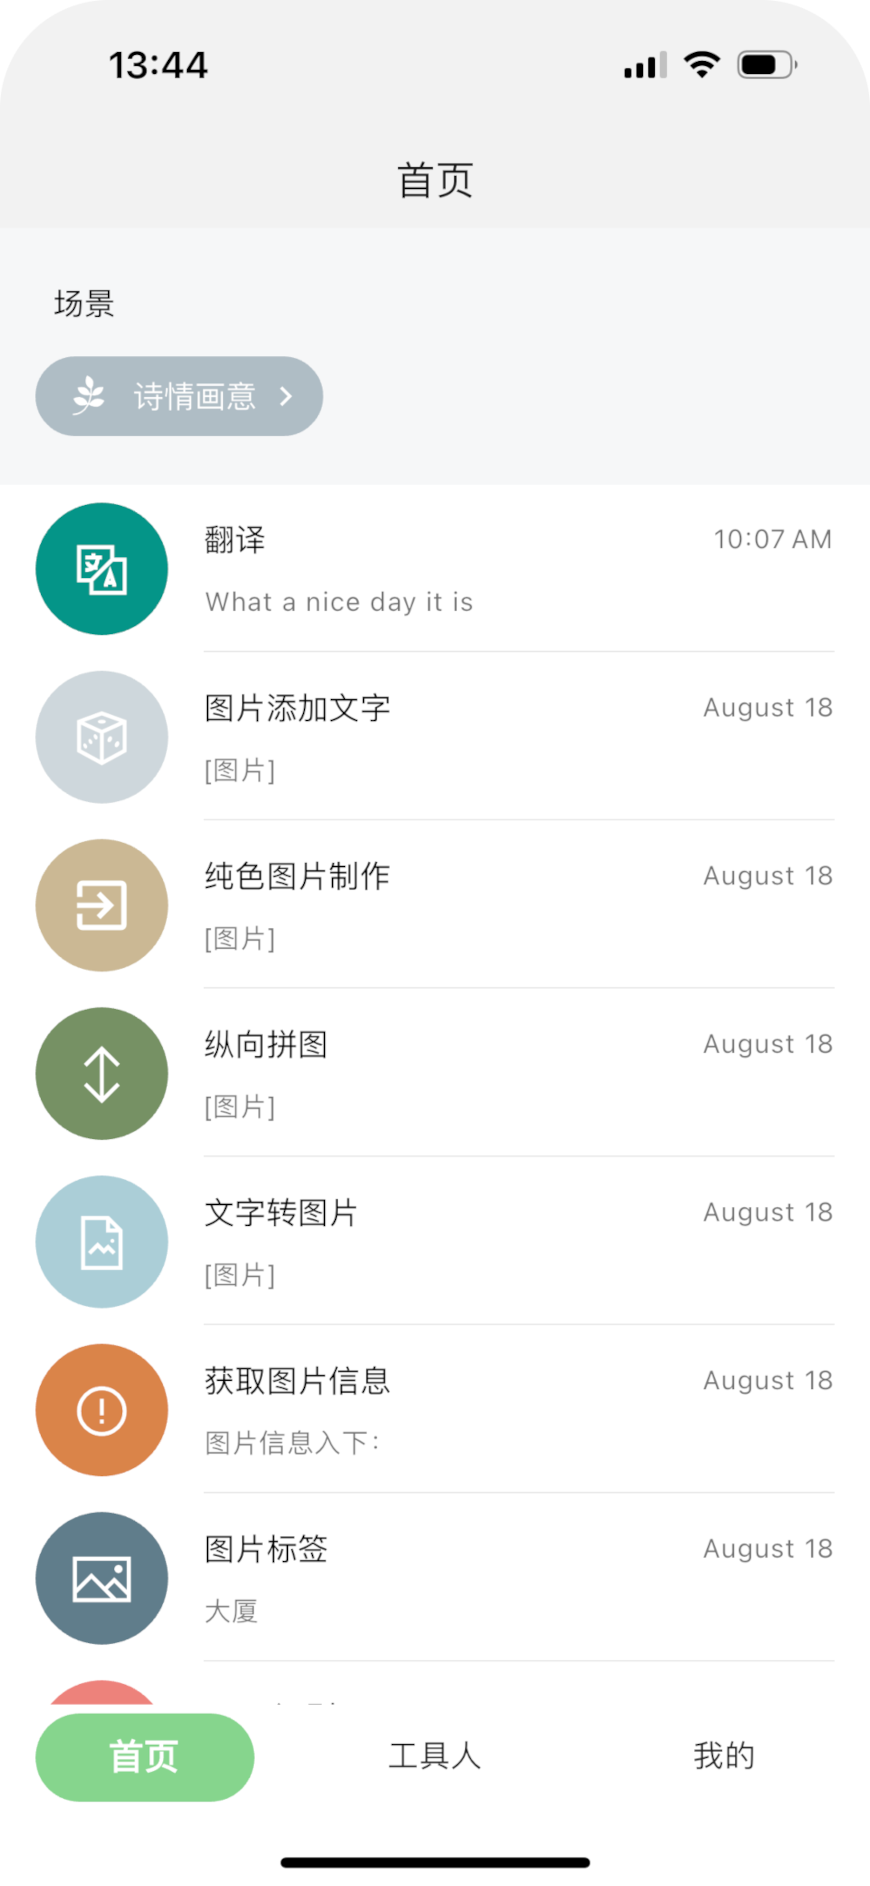 13:44
首页
场景
诗情画意
翻译
10:07 AM
What a nice day it is
图片添加文字
August 18
[图片]
纯色图片制作
August 18
[图片]
纵向拼图
August 18
[图片]
文字转图片
August 18
[图片]
获取图片信息
August 18
图片信息入下:
图片标签
August 18
大厦
首页
工具人
我的